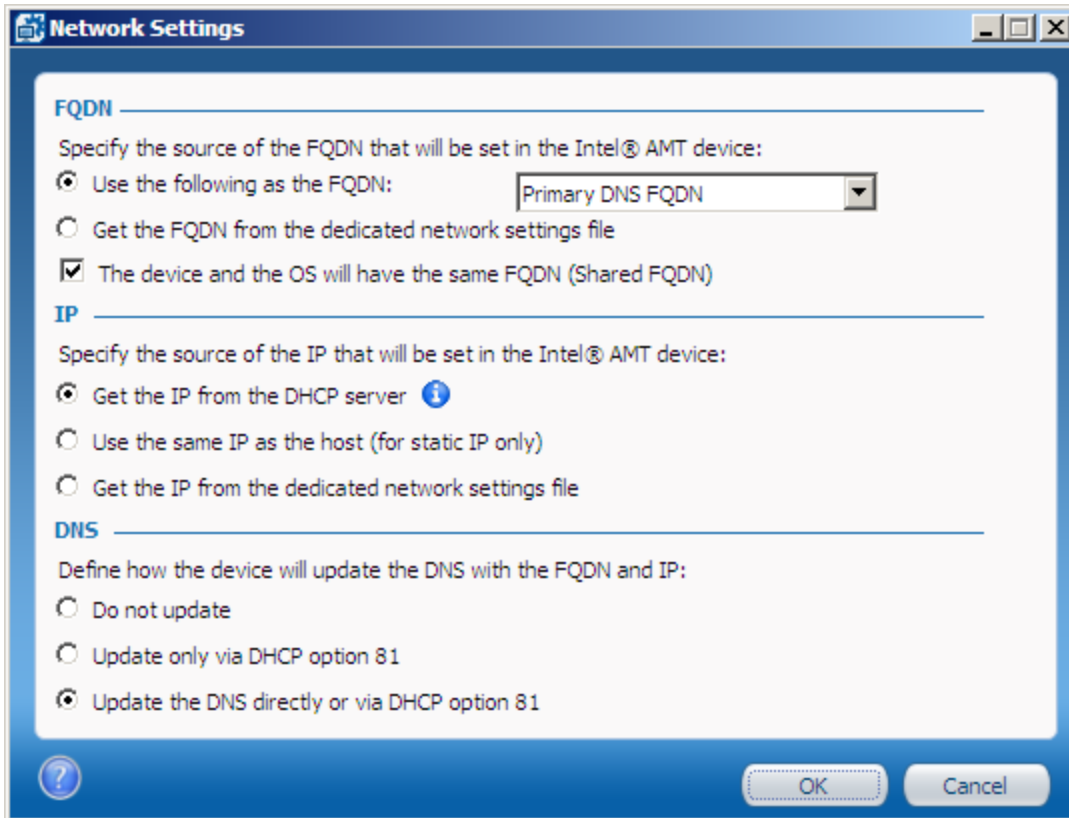 Network Settings
FQDN
Specify the source of the FQDN that will be set in the Intel® AMT device:
Use the following as the FQDN: Primary DNS FQDN
Get the FQDN from the dedicated network settings file
The device and the OS will have the same FQDN (Shared FQDN)
IP
Specify the source of the IP that will be set in the Intel® AMT device:
Get the IP from the DHCP server
Use the same IP as the host (for static IP only)
Get the IP from the dedicated network settings file
DNS
Define how the device will update the DNS with the FQDN and IP:
Do not update
Update only via DHCP option 81
Update the DNS directly or via DHCP option 81
OK Cancel